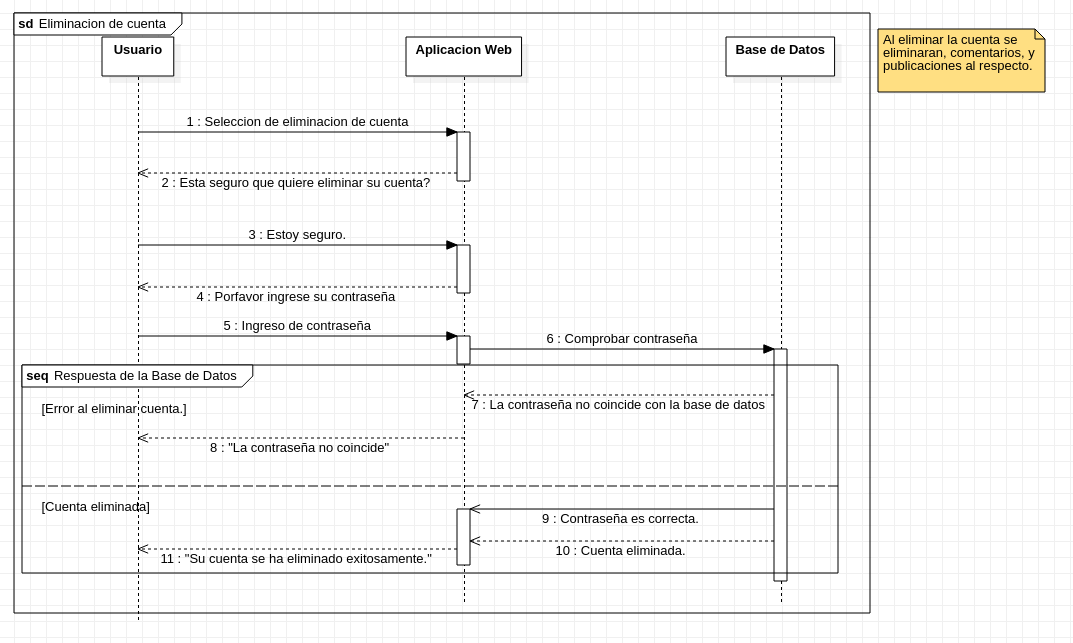 sd Eliminacion de cuenta
Usuario
Aplicacion Web
Base de Datos
Al eliminar la cuenta se
eliminaran, comentarios, y
publicaciones al respecto.
1 : Seleccion de eliminacion de cuenta
2 : Esta seguro que quiere eliminar su cuenta?
3 : Estoy seguro.
4 : Porfavor ingrese su contraseña
5 : Ingreso de contraseña
6 : Comprobar contraseña
seq Respuesta de la Base de Datos
[Error al eliminar cuenta.]
7 : La contraseña no coincide con la base de datos
8 : "La contraseña no coincide"
[Cuenta eliminada]
9 : Contraseña es correcta.
10 : Cuenta eliminada.
11 : "Su cuenta se ha eliminado exitosamente."